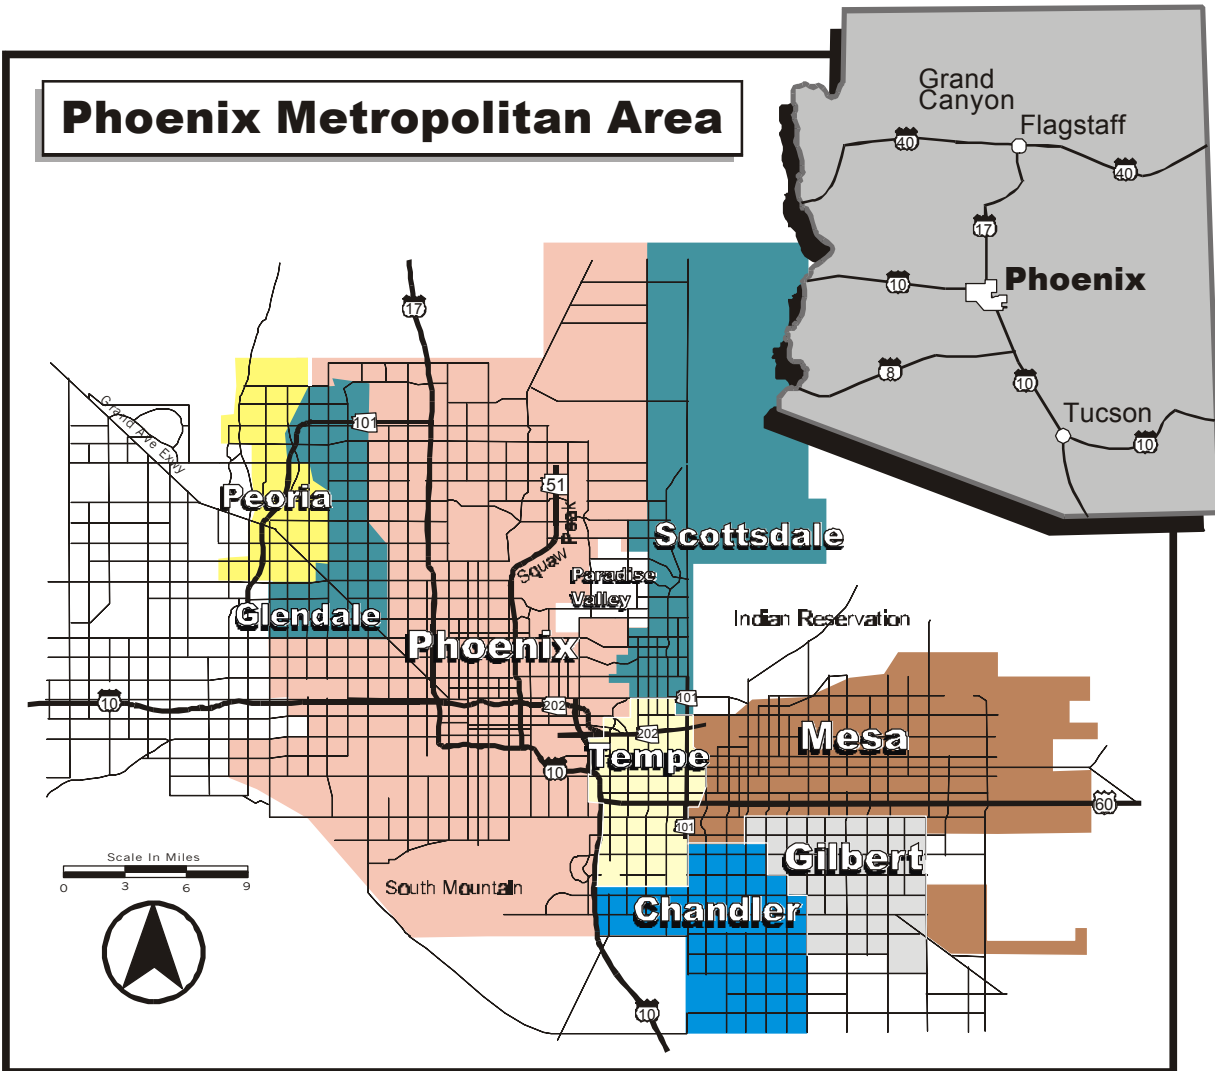 Phoenix Metropolitan Area
Grand
Canyon
Flagstaff
40
40
17
Phoenix
10
8
10
Tucson
10
17
Grand Ave Exwy
101
51
Peoria
Squaw Peak
Scottsdale
Paradise
Valley
Glendale
Indian Reservation
Phoenix
10
202
101
202
Mesa
Tempe
10
60
101
Gilbert
Scale In Miles
0 3 6 9
South Mountain
Chandler
10